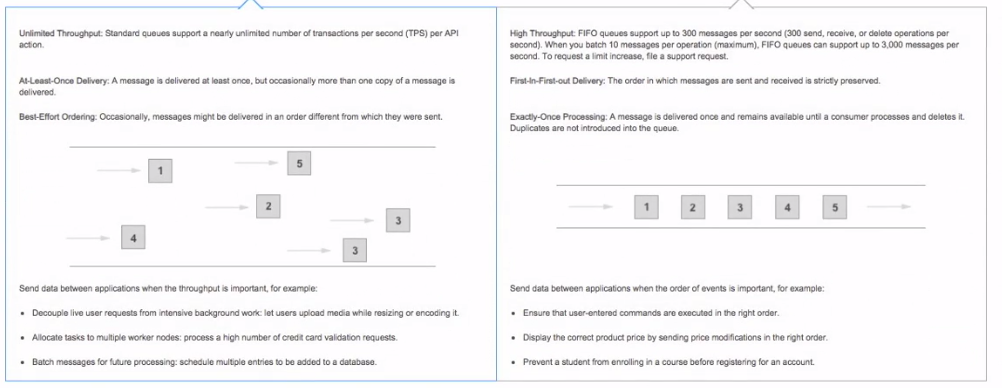 Unlimited Throughput: Standard queues support a nearly unlimited number of transactions per second (TPS) per API
action.
At-Least-Once Delivery: A message is delivered at least once, but occasionally more than one copy of a message is
delivered.
Best-Effort Ordering: Occasionally, messages might be delivered in an order different from which they were sent.
1
5
2
3
4
3
Send data between applications when the throughput is important, for example:
• Decouple live user requests from intensive background work: let users upload media while resizing or encoding it.
• Allocate tasks to multiple worker nodes: process a high number of credit card validation requests.
• Batch messages for future processing: schedule multiple entries to be added to a database.
High Throughput: FIFO queues support up to 300 messages per second (300 send, receive, or delete operations per
second). When you batch 10 messages per operation (maximum), FIFO queues can support up to 3,000 messages per
second. To request a limit increase, file a support request.
First-In-First-out Delivery: The order in which messages are sent and received is strictly preserved.
Exactly-Once Processing: A message is delivered once and remains available until a consumer processes and deletes it.
Duplicates are not introduced into the queue.
1 2 3 4 5
Send data between applications when the order of events is important, for example:
• Ensure that user-entered commands are executed in the right order.
• Display the correct product price by sending price modifications in the right order.
• Prevent a student from enrolling in a course before registering for an account.